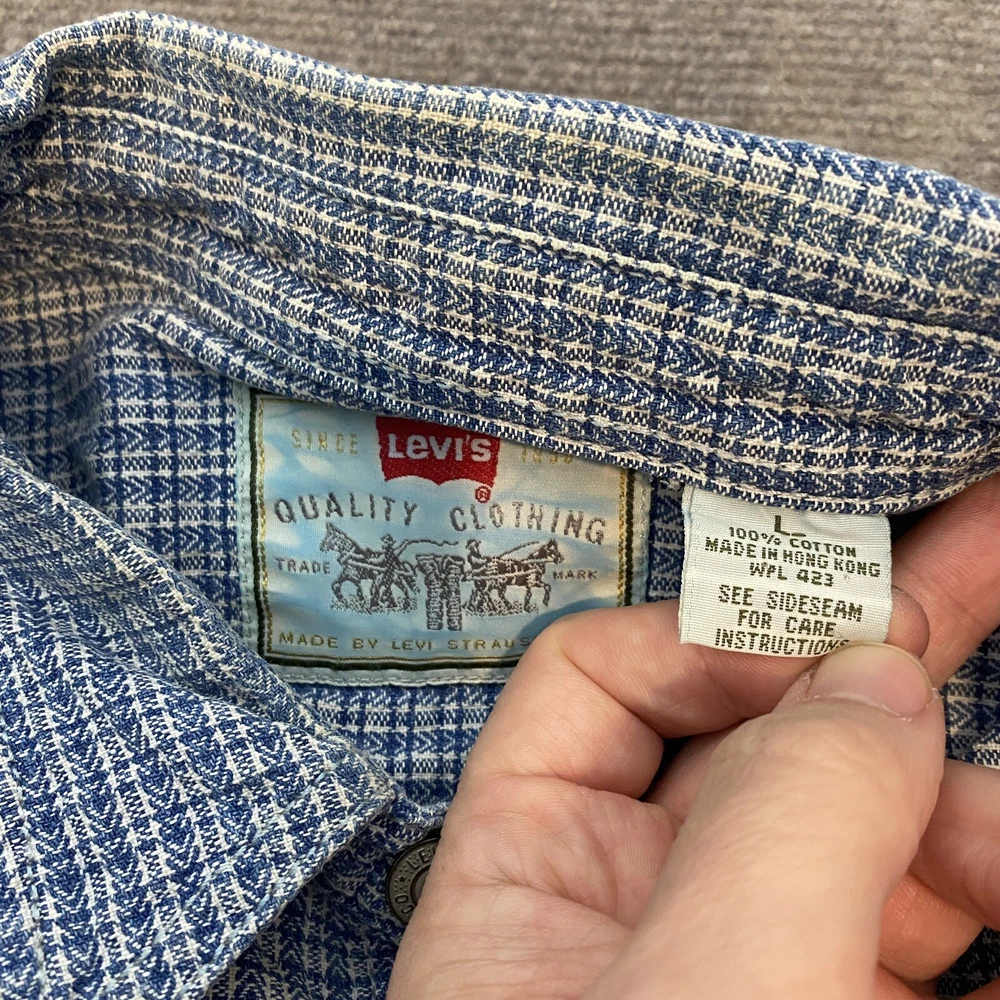 SINCE LEVI'S
®
QUALITY CLOTHING
TRADE MARK
MADE BY LEVI STRAUS
L
100% COTTON
MADE IN HONG KONG
WPL 423
SEE SIDESEAM
FOR CARE
INSTRUCTIONS